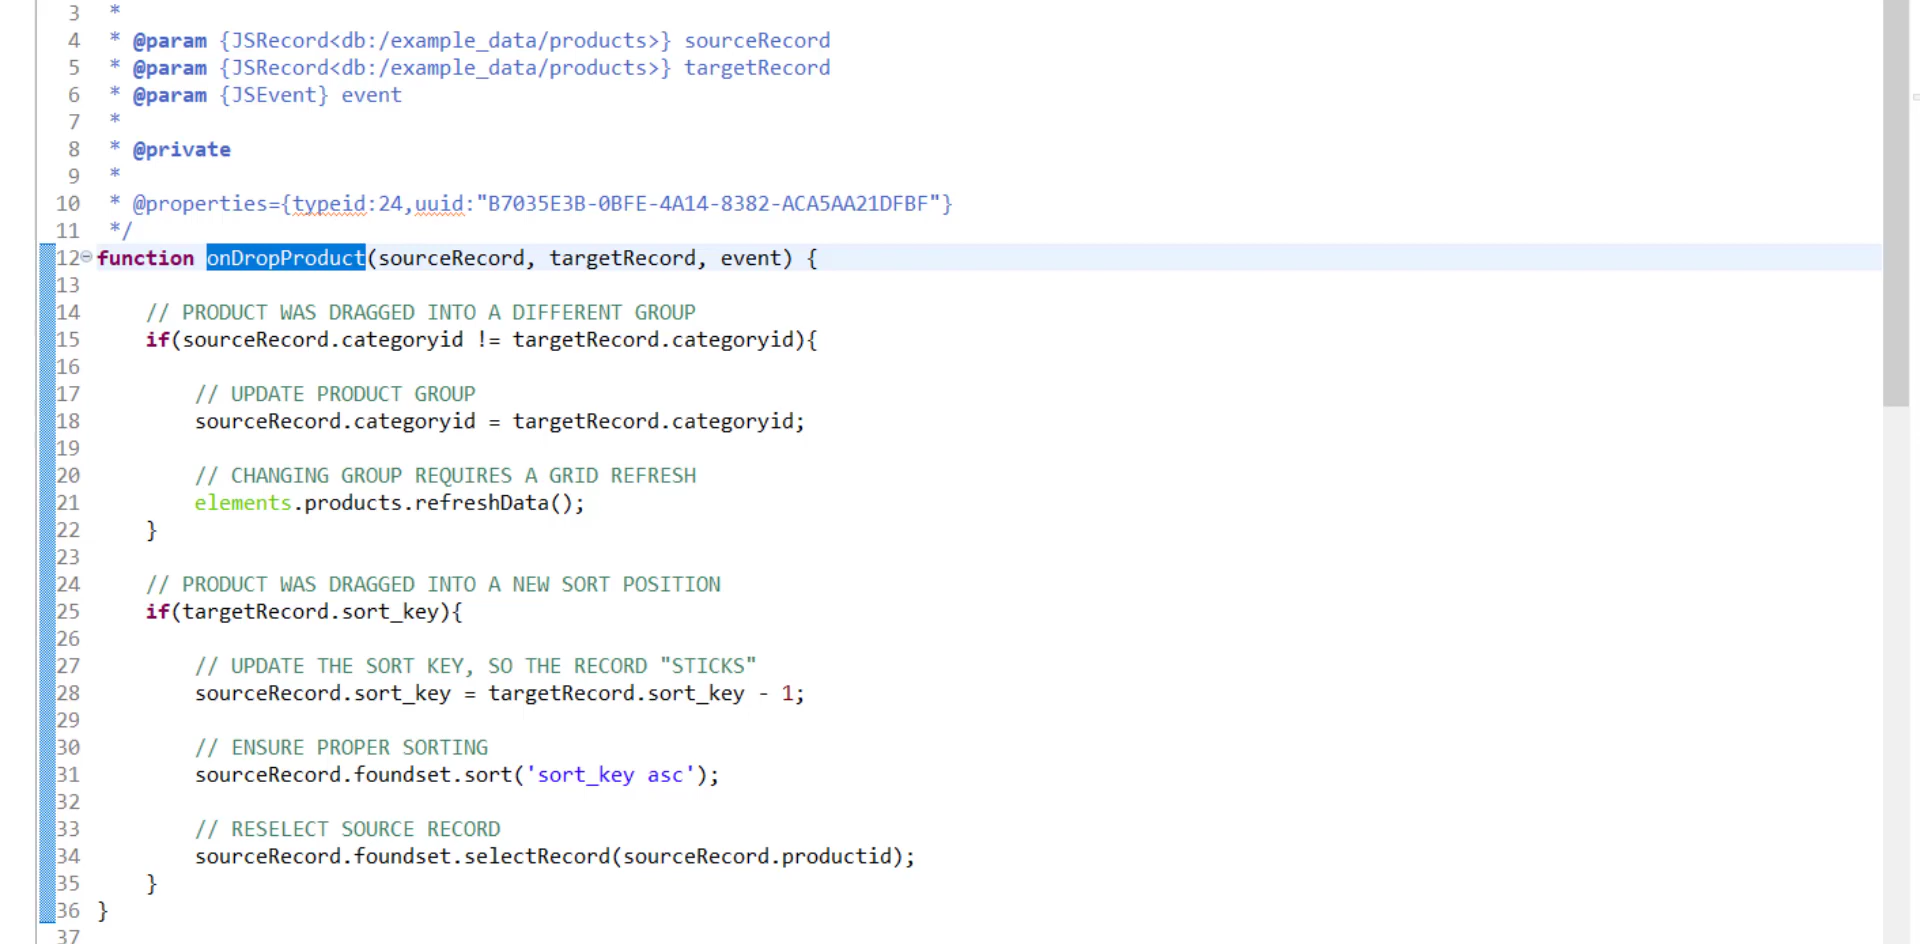 3 *
4 * @param {JSRecord<db:/example_data/products>} sourceRecord
5 * @param {JSRecord<db:/example_data/products>} targetRecord
6 * @param {JSEvent} event
7 *
8 * @private
9 *
10 * @properties={typeid:24,uuid:"B7035E3B-0BFE-4A14-8382-ACA5AA21DFBF"}
11 */
12 function onDropProduct(sourceRecord, targetRecord, event) {
13
14 // PRODUCT WAS DRAGGED INTO A DIFFERENT GROUP
15 if(sourceRecord.categoryid != targetRecord.categoryid){
16
17 // UPDATE PRODUCT GROUP
18 sourceRecord.categoryid = targetRecord.categoryid;
19
20 // CHANGING GROUP REQUIRES A GRID REFRESH
21 elements.products.refreshData();
22 }
23
24 // PRODUCT WAS DRAGGED INTO A NEW SORT POSITION
25 if(targetRecord.sort_key){
26
27 // UPDATE THE SORT KEY, SO THE RECORD "STICKS"
28 sourceRecord.sort_key = targetRecord.sort_key - 1;
29
30 // ENSURE PROPER SORTING
31 sourceRecord.foundset.sort('sort_key asc');
32
33 // RESELECT SOURCE RECORD
34 sourceRecord.foundset.selectRecord(sourceRecord.productid);
35 }
36 }
37